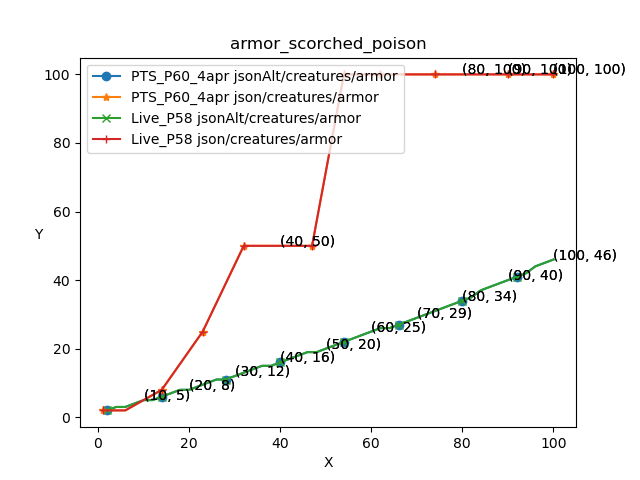 armor_scorched_poison
PTS_P60_4apr jsonAlt/creatures/armor
PTS_P60_4apr json/creatures/armor
Live_P58 jsonAlt/creatures/armor
Live_P58 json/creatures/armor
(80, 100)
(90, 100)
(100, 100)
(40, 50)
(100, 46)
(90, 40)
(80, 34)
(70, 29)
(60, 25)
(50, 20)
(40, 16)
(30, 12)
(20, 8)
(10, 5)
100
80
60
40
20
0
Y
0 20 40 60 80 100
X